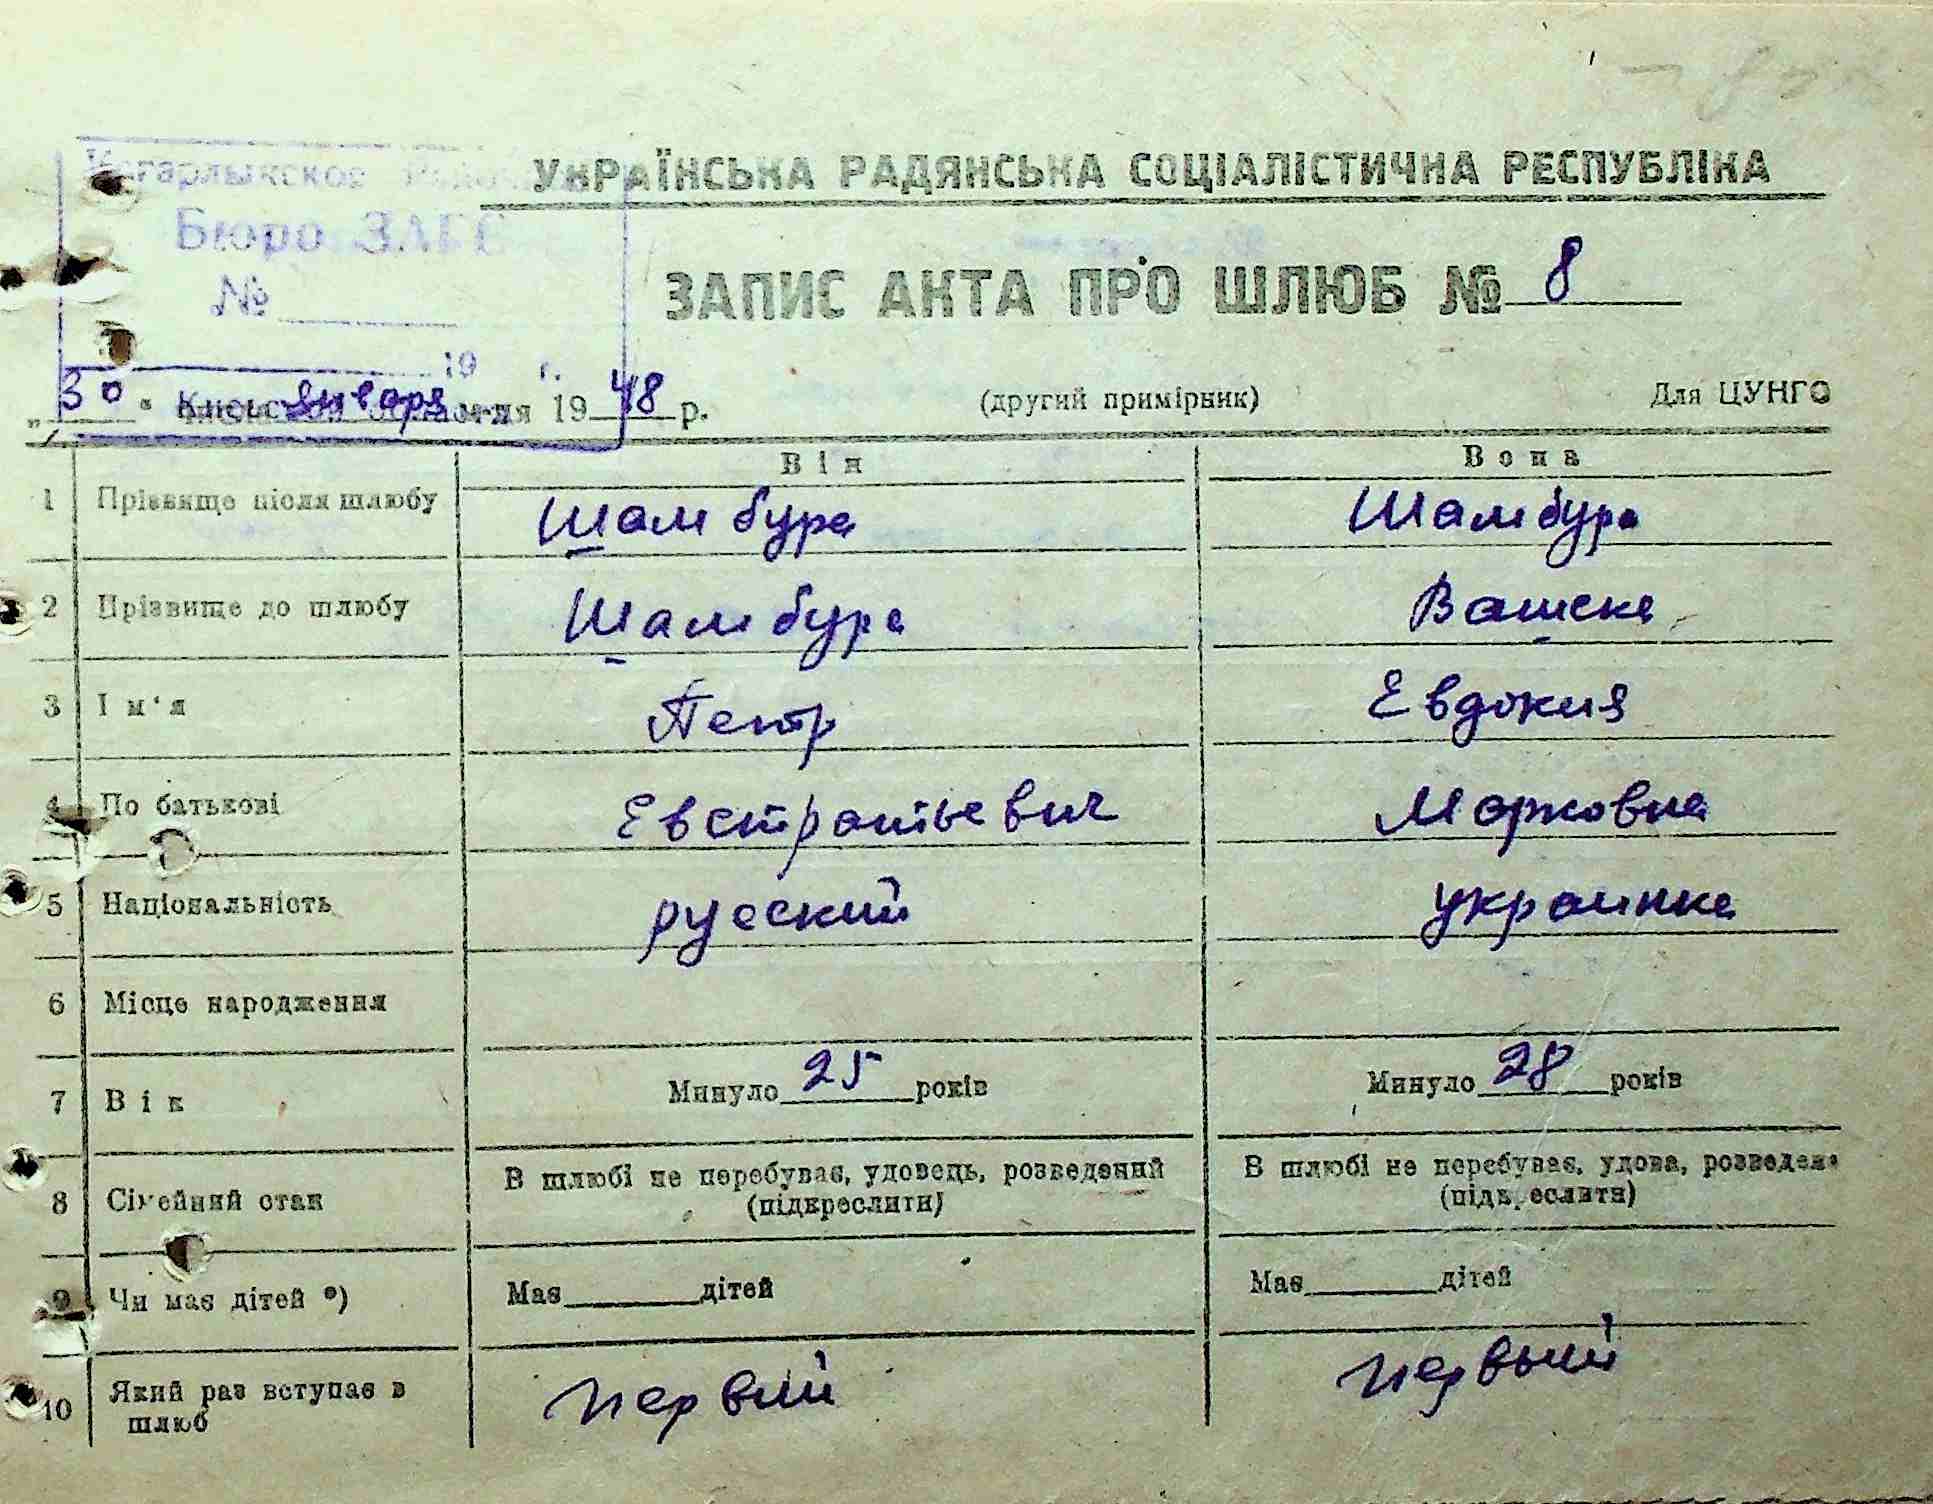 Кагарлыкское
УКРАЇНСЬКА РАДЯНСЬКА СОЦІАЛІСТИЧНА РЕСПУБЛІКА
Бюро ЗАГС
№
ЗАПИС АКТА ПРО ШЛЮБ № 8
19 г.
„30" января 1948 р.
(другий примірник)
Для ЦУНГО
Він
Вона
1 Прізвище після шлюбу Шамбура Шамбура
2 Прізвище до шлюбу Шамбура Вашека
3 Ім'я Петр Евдокия
4 По батькові Евстратьевич Марковна
5 Національність русский украинка
6 Місце народження
7 Вік Минуло 25 років Минуло 28 років
8 Сімейний стан В шлюбі не перебуває, удовець, розведений (підкреслити) В шлюбі не перебуває, удова, розведена (підкреслити)
9 Чи має дітей *) Має дітей Має дітей
10 Який раз вступає в шлюб первий первый